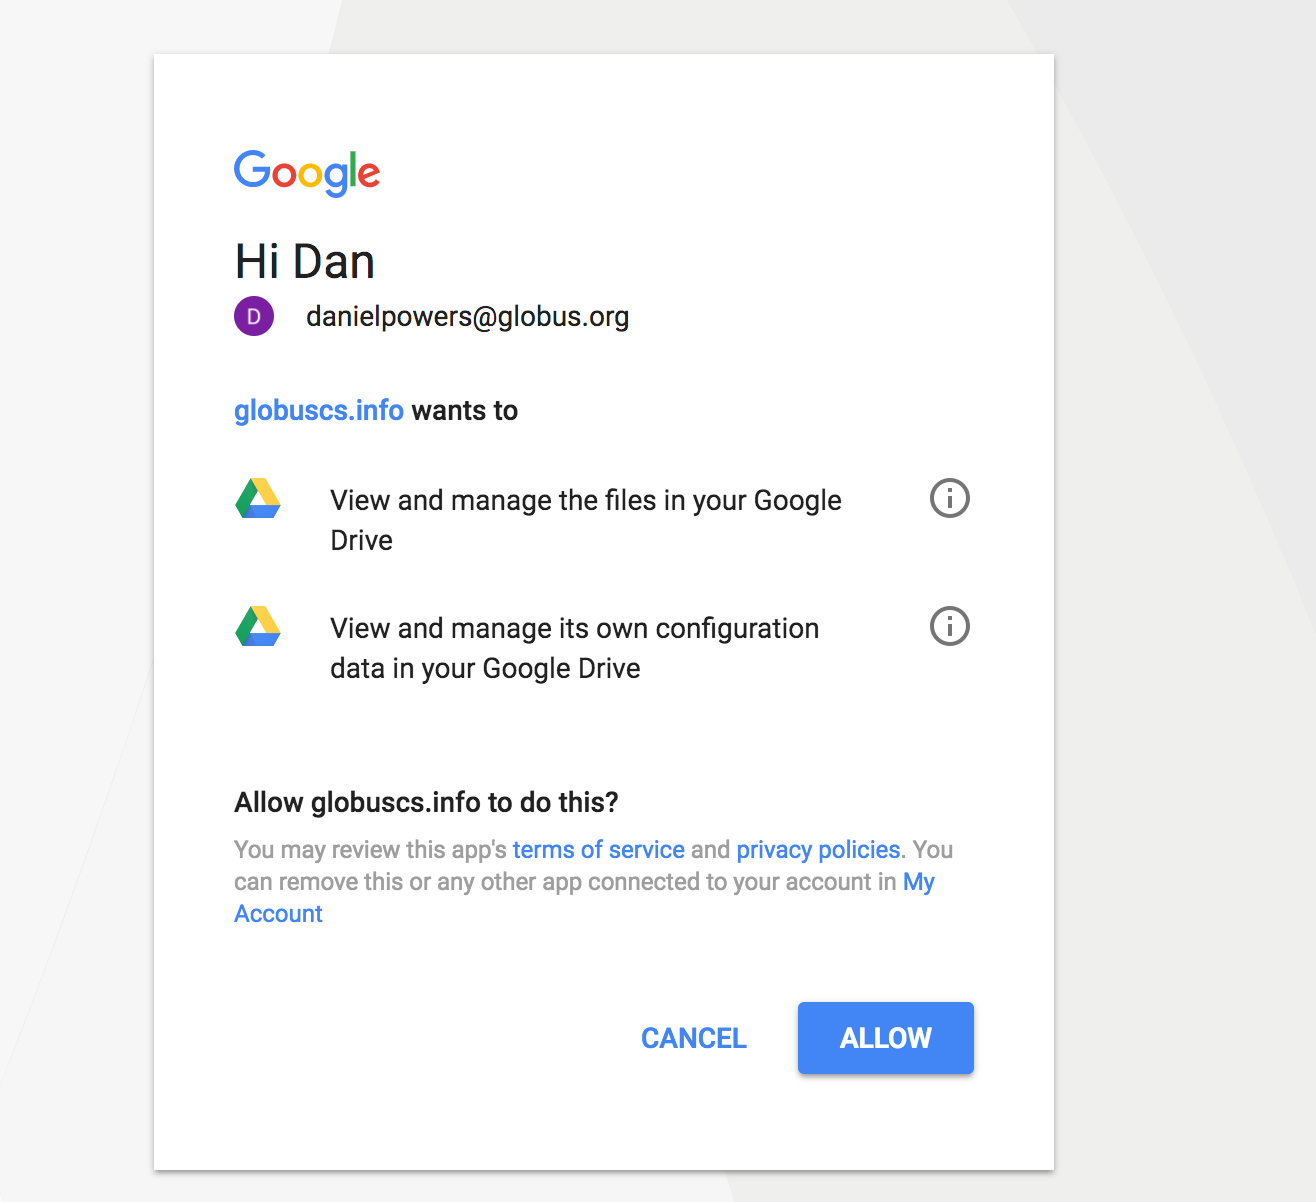 Google
Hi Dan
D danielpowers@globus.org
globuscs.info wants to
View and manage the files in your Google
Drive
View and manage its own configuration
data in your Google Drive
Allow globuscs.info to do this?
You may review this app's terms of service and privacy policies. You
can remove this or any other app connected to your account in My
Account
CANCEL ALLOW